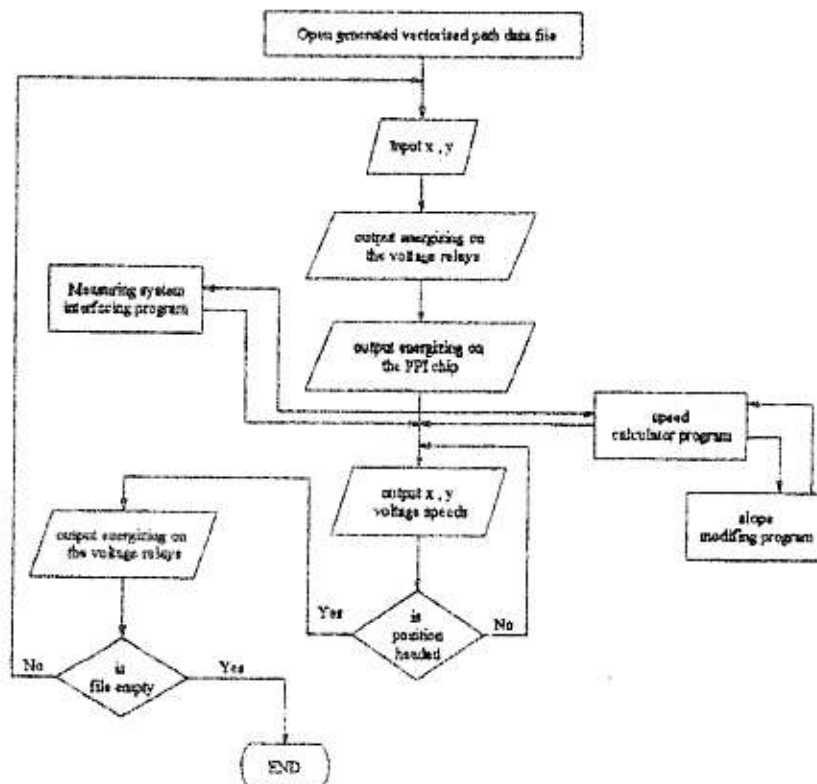 Open generated vectorised path data file
Input x , y
output energizing on
the voltage relays
Measuring system
interfacing program
output energizing on
the PPI chip
speed
calculator program
output x , y
voltage speeds
slope
modifing program
output energizing on
the voltage relays
Yes
is
position
headed
No
No
is
file empty
Yes
END